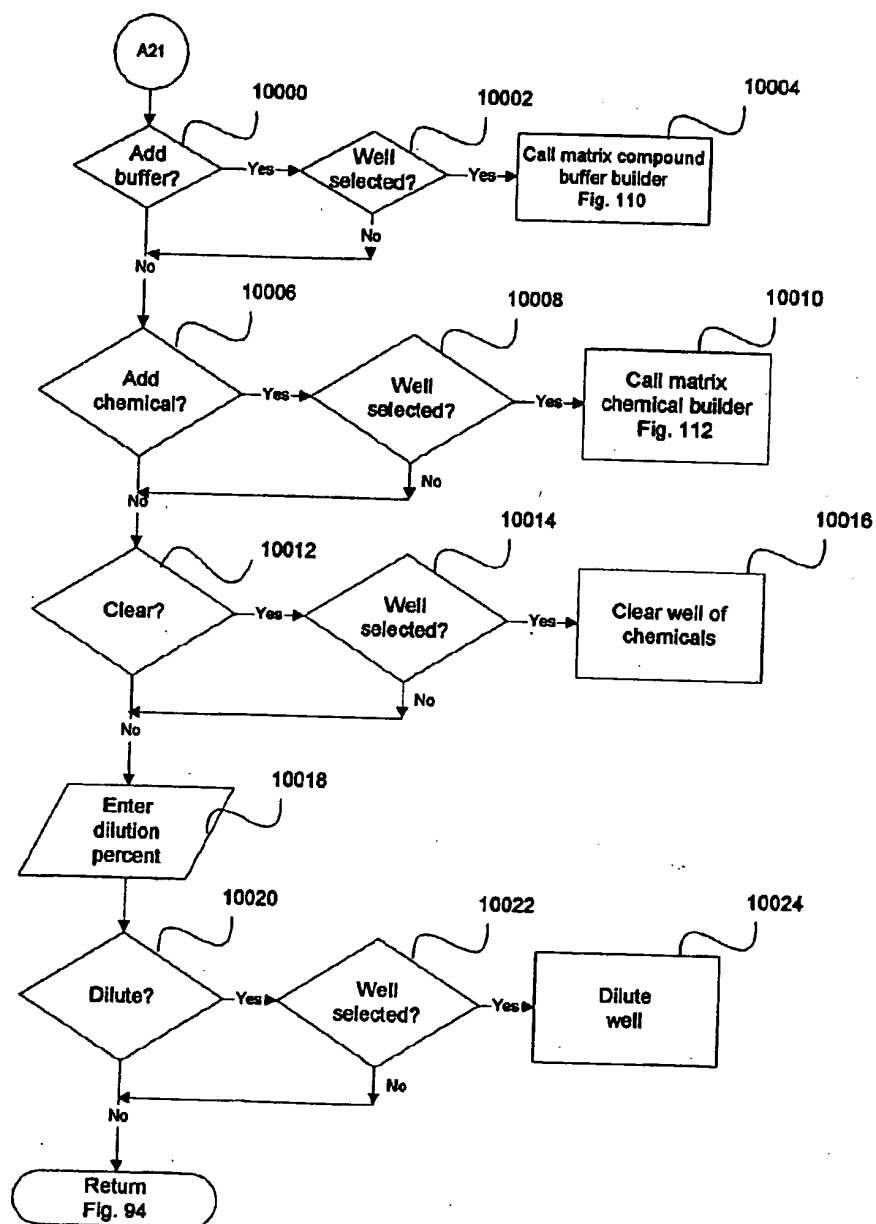 A21
10000
10002
10004
Add
buffer?
Yes
Well
selected?
Yes
Call matrix compound
buffer builder
Fig. 110
No
No
10006
10008
10010
Add
chemical?
Yes
Well
selected?
Yes
Call matrix
chemical builder
Fig. 112
No
No
10012
10014
10016
Clear?
Yes
Well
selected?
Yes
Clear well of
chemicals
No
No
10018
Enter
dilution
percent
10020
10022
10024
Dilute?
Yes
Well
selected?
Yes
Dilute
well
No
No
Return
Fig. 94